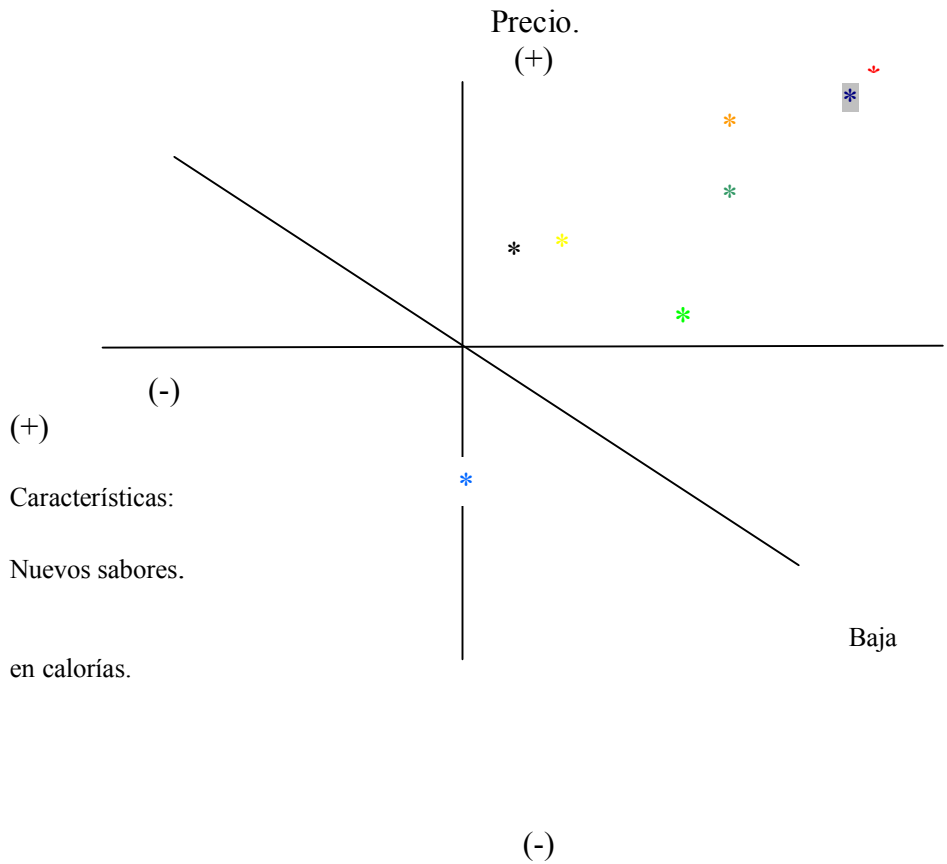 Precio.
(+)
*
*
*
*
* *
*
(-)
(+)
*
Características:
Nuevos sabores.
Baja
en calorías.
(-)